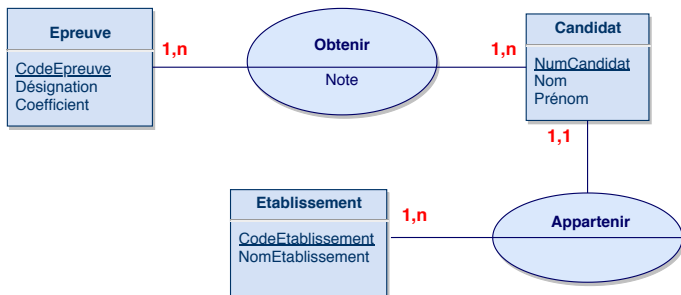 Epreuve
CodeEpreuve
Désignation
Coefficient
1,n
Obtenir
Note
1,n
Candidat
NumCandidat
Nom
Prénom
1,1
Etablissement
CodeEtablissement
NomEtablissement
1,n
Appartenir